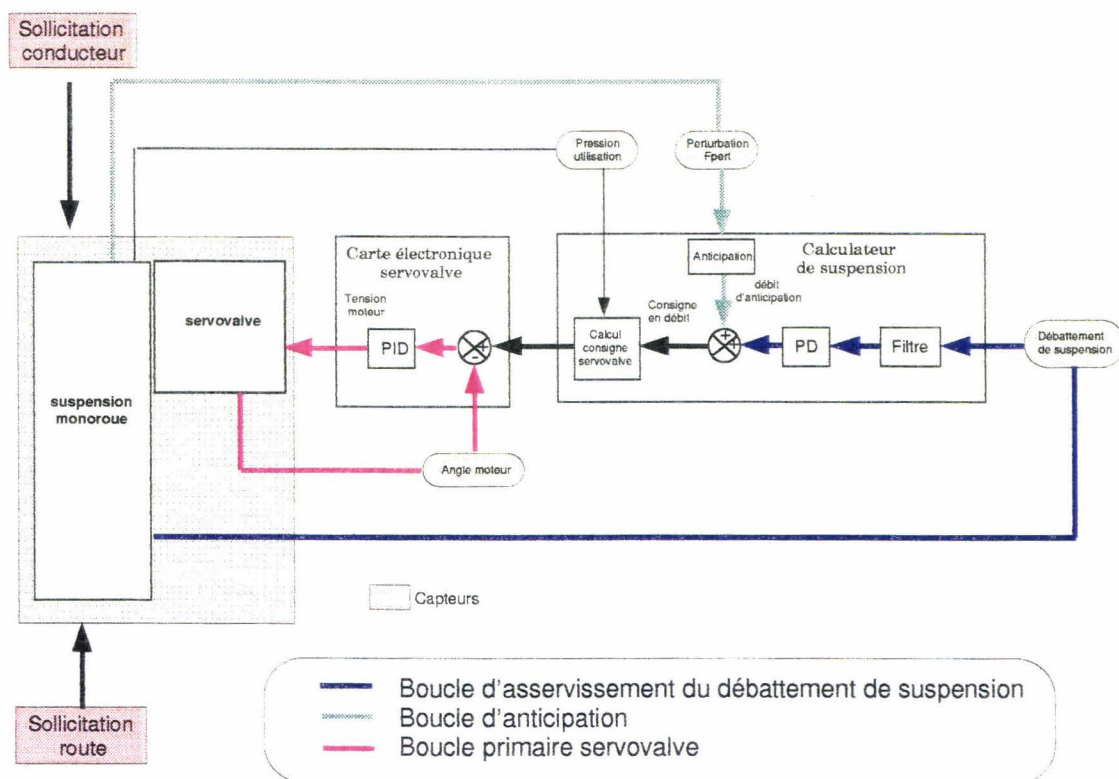 Sollicitation
conducteur
Pression
utilisation
Perturbation
Fpert
Carte électronique
servovalve
Calculateur
de suspension
Anticipation
débit
d'anticipation
Tension
moteur
Consigne
en débit
servovalve
PID
+
-
Calcul
consigne
servovalve
+
+
PD
Filtre
Débattement
de suspension
suspension
monoroue
Angle moteur
Capteurs
Boucle d'asservissement du débattement de suspension
Boucle d'anticipation
Boucle primaire servovalve
Sollicitation
route